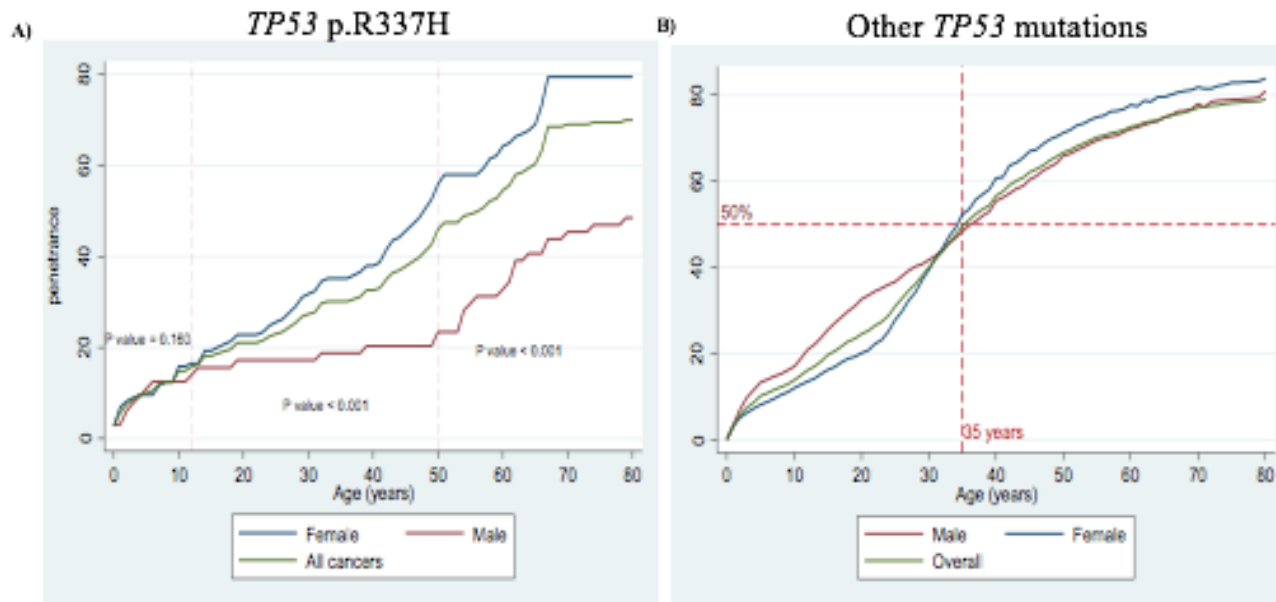 A)
TP53 p.R337H
B)
Other TP53 mutations
80
60
40
20
0
penetrance
P value = 0.163
P value < 0.001
P value < 0.001
0 10 20 30 40 50 60 70 80
Age (years)
Female Male
All cancers
80
60
40
20
0
50%
35 years
0 10 20 30 40 50 60 70 80
Age (years)
Male Female
Overall